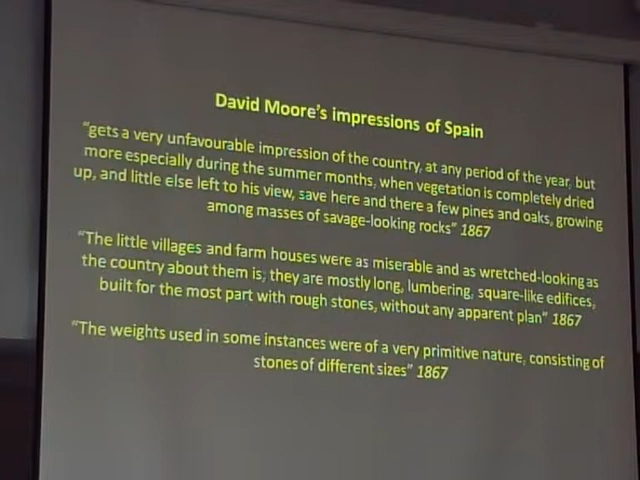 David Moore's impressions of Spain
"gets a very unfavourable impression of the country, at any period of the year, but
more especially during the summer months, when vegetation is completely dried
up, and little else left to his view, save here and there a few pines and oaks, growing
among masses of savage-looking rocks" 1867
"The little villages and farm houses were as miserable and as wretched-looking as
the country about them is; they are mostly long, lumbering, square-like edifices,
built for the most part with rough stones, without any apparent plan" 1867
"The weights used in some instances were of a very primitive nature, consisting of
stones of different sizes" 1867